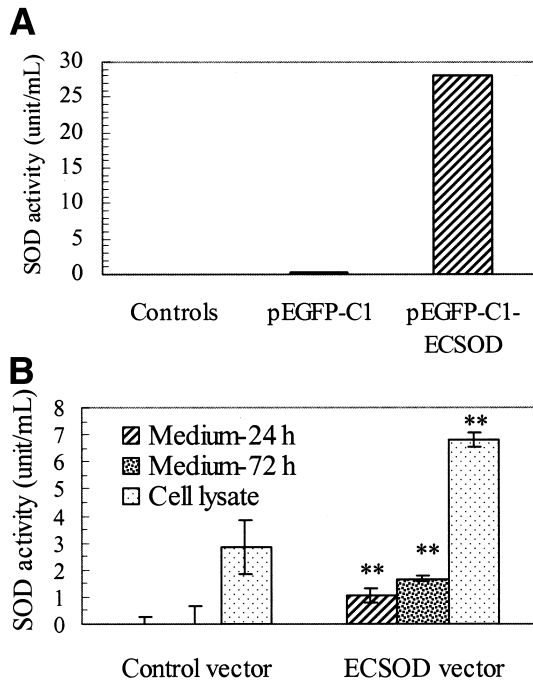 A
SOD activity (unit/mL)
30
25
20
15
10
5
0
Controls
pEGFP-C1
pEGFP-C1-
ECSOD
B
SOD activity (unit/mL)
8
7
6
5
4
3
2
1
0
Medium-24 h
Medium-72 h
Cell lysate
**
**
**
Control vector
ECSOD vector